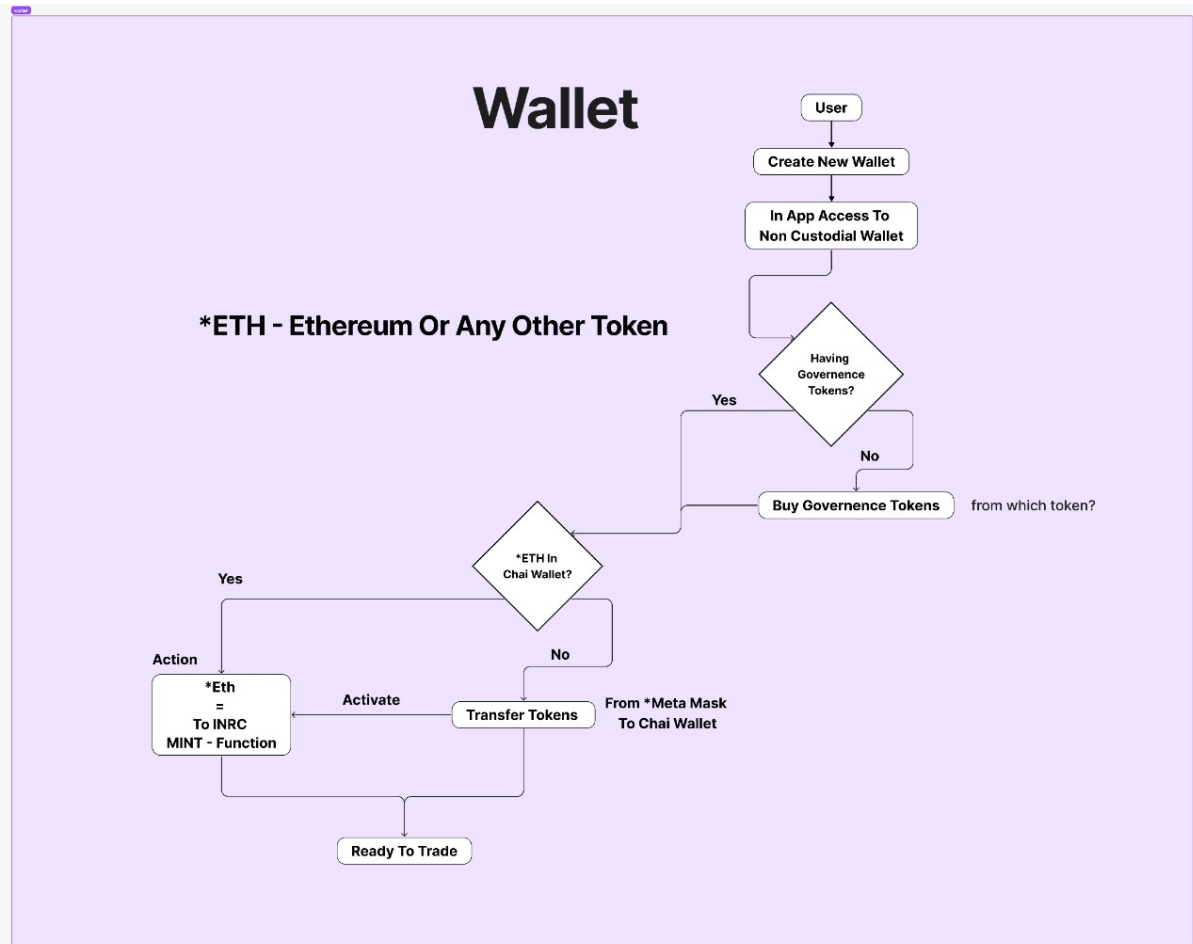 wallet
Wallet
User
Create New Wallet
In App Access To
Non Custodial Wallet
*ETH - Ethereum Or Any Other Token
Having
Governence
Tokens?
Yes
No
Buy Governence Tokens
from which token?
*ETH In
Chai Wallet?
Yes
No
Action
*Eth
=
To INRC
MINT - Function
Activate
Transfer Tokens
From *Meta Mask
To Chai Wallet
Ready To Trade